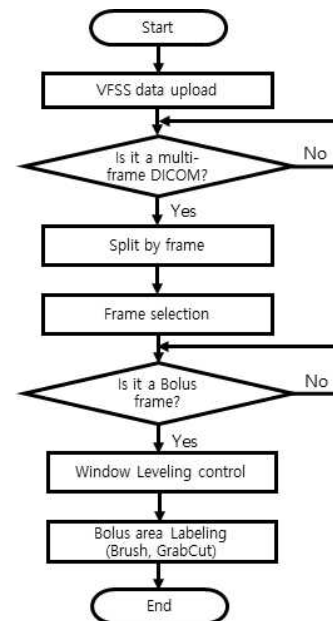 Start
VFSS data upload
Is it a multi-
frame DICOM?
No
Yes
Split by frame
Frame selection
Is it a Bolus
frame?
No
Yes
Window Leveling control
Bolus area Labeling
(Brush, GrabCut)
End